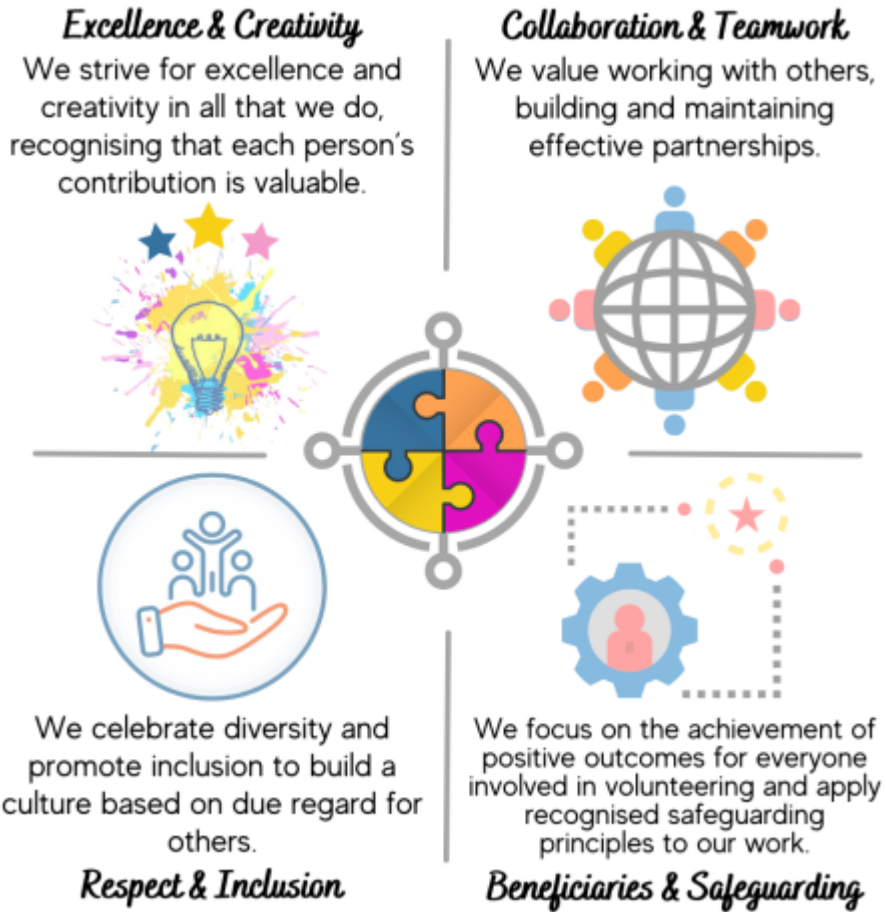 Excellence & Creativity
We strive for excellence and
creativity in all that we do,
recognising that each person's
contribution is valuable.
Collaboration & Teamwork
We value working with others,
building and maintaining
effective partnerships.
We celebrate diversity and
promote inclusion to build a
culture based on due regard for
others.
Respect & Inclusion
We focus on the achievement of
positive outcomes for everyone
involved in volunteering and apply
recognised safeguarding
principles to our work.
Beneficiaries & Safeguarding